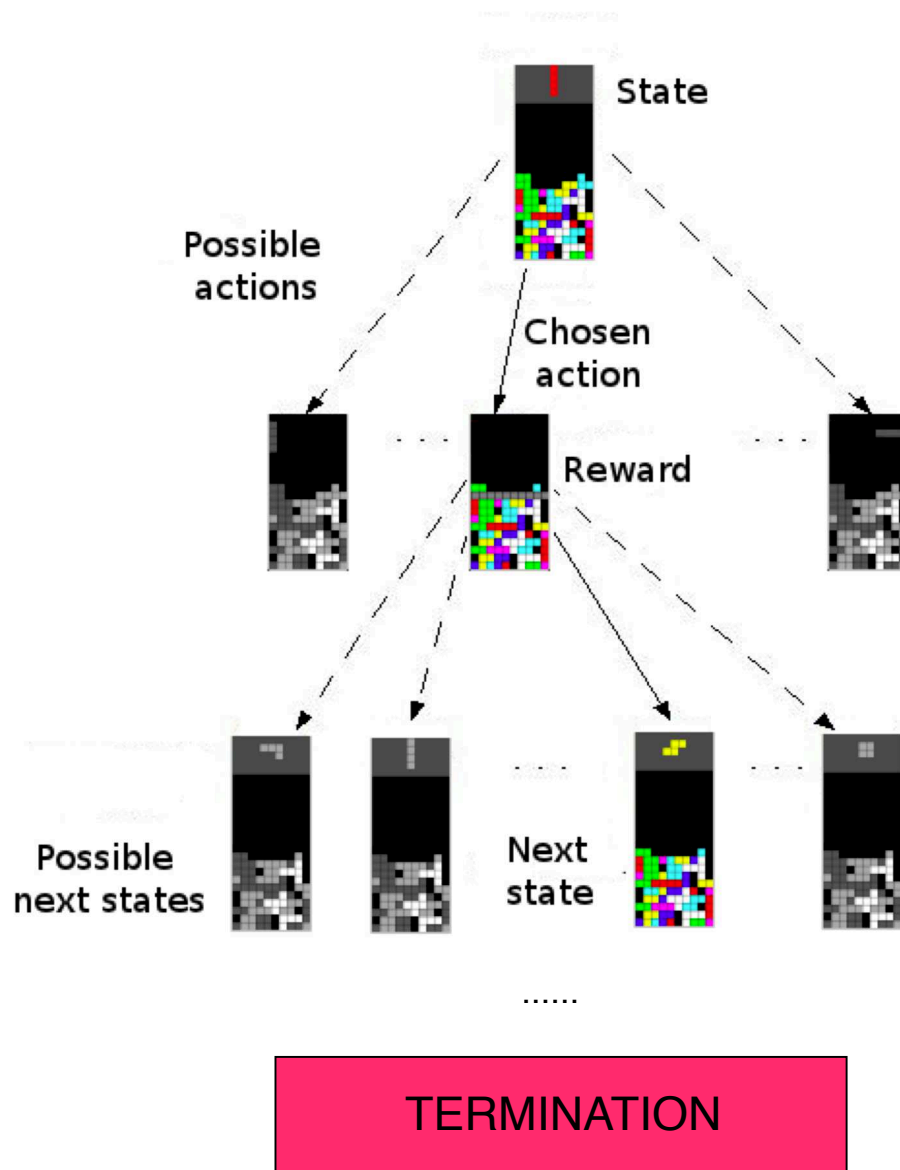 State
Possible
actions
Chosen
action
Reward
Possible
next states
Next
state
......
TERMINATION